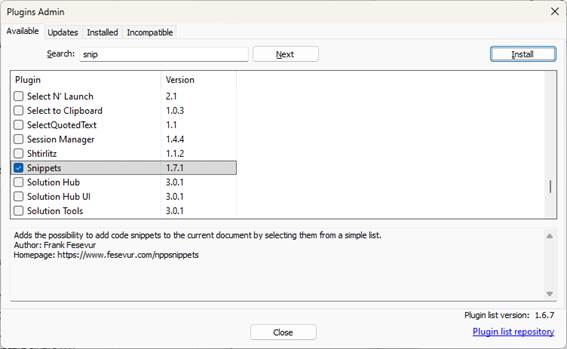 Plugins Admin
Available Updates Installed Incompatible
Search: snip Next Install
Plugin Version
Select N' Launch 2.1
Select to Clipboard 1.0.3
SelectQuotedText 1.1
Session Manager 1.4.4
Shtirlitz 1.1.2
Snippets 1.7.1
Solution Hub 3.0.1
Solution Hub UI 3.0.1
Solution Tools 3.0.1
Adds the possibility to add code snippets to the current document by selecting them from a simple list.
Author: Frank Fesevur
Homepage: https://www.fesevur.com/nppsnippets
Plugin list version: 1.6.7
Close Plugin list repository